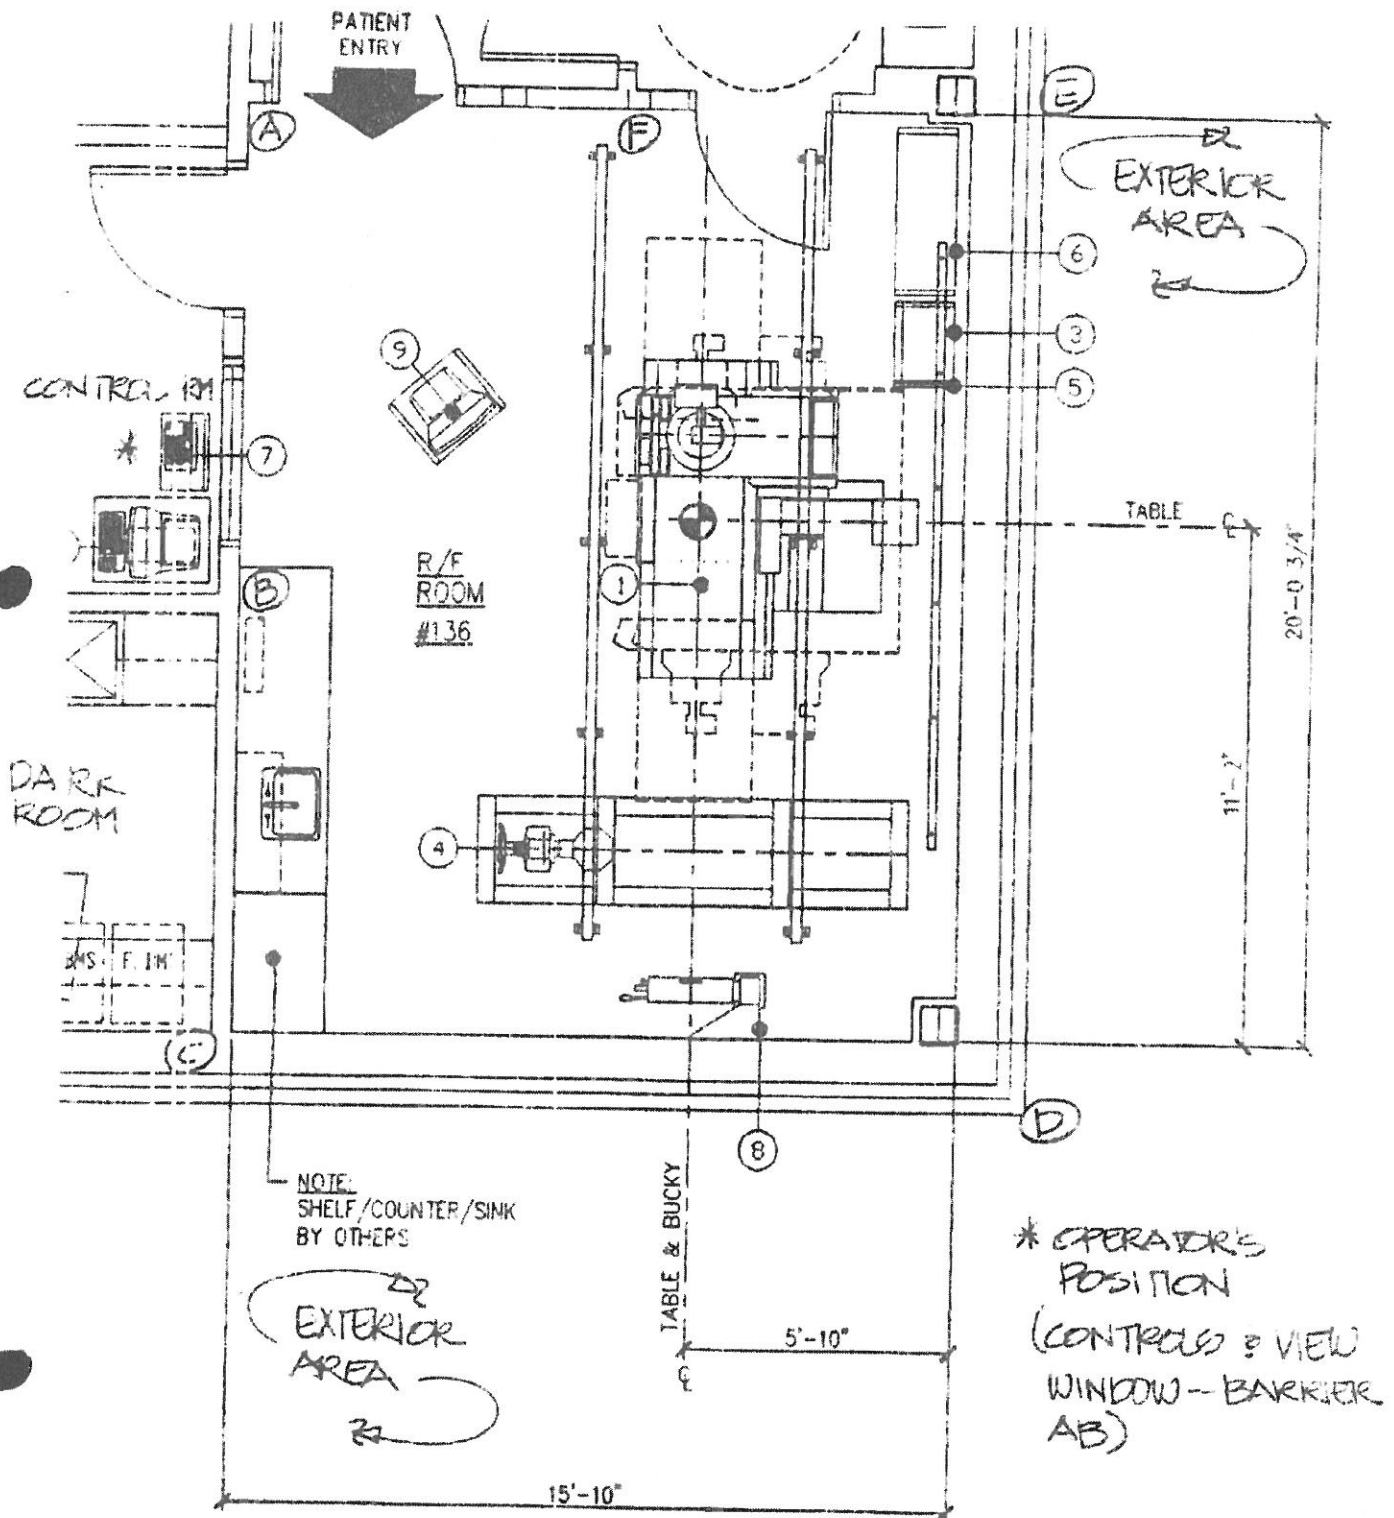 PATIENT
ENTRY
A
F
E
EXTERIOR
AREA
6
3
5
9
CONTROL RM
*
7
TABLE
R/F
ROOM
#136
1
B
20'-0 3/4"
11'-2"
DARK
ROOM
4
C
D
8
NOTE:
SHELF/COUNTER/SINK
BY OTHERS
TABLE & BUCKY
EXTERIOR
AREA
5'-10"
15'-10"
* OPERATOR'S
POSITION
(CONTROLS & VIEW
WINDOW -- BARRIER
AB)